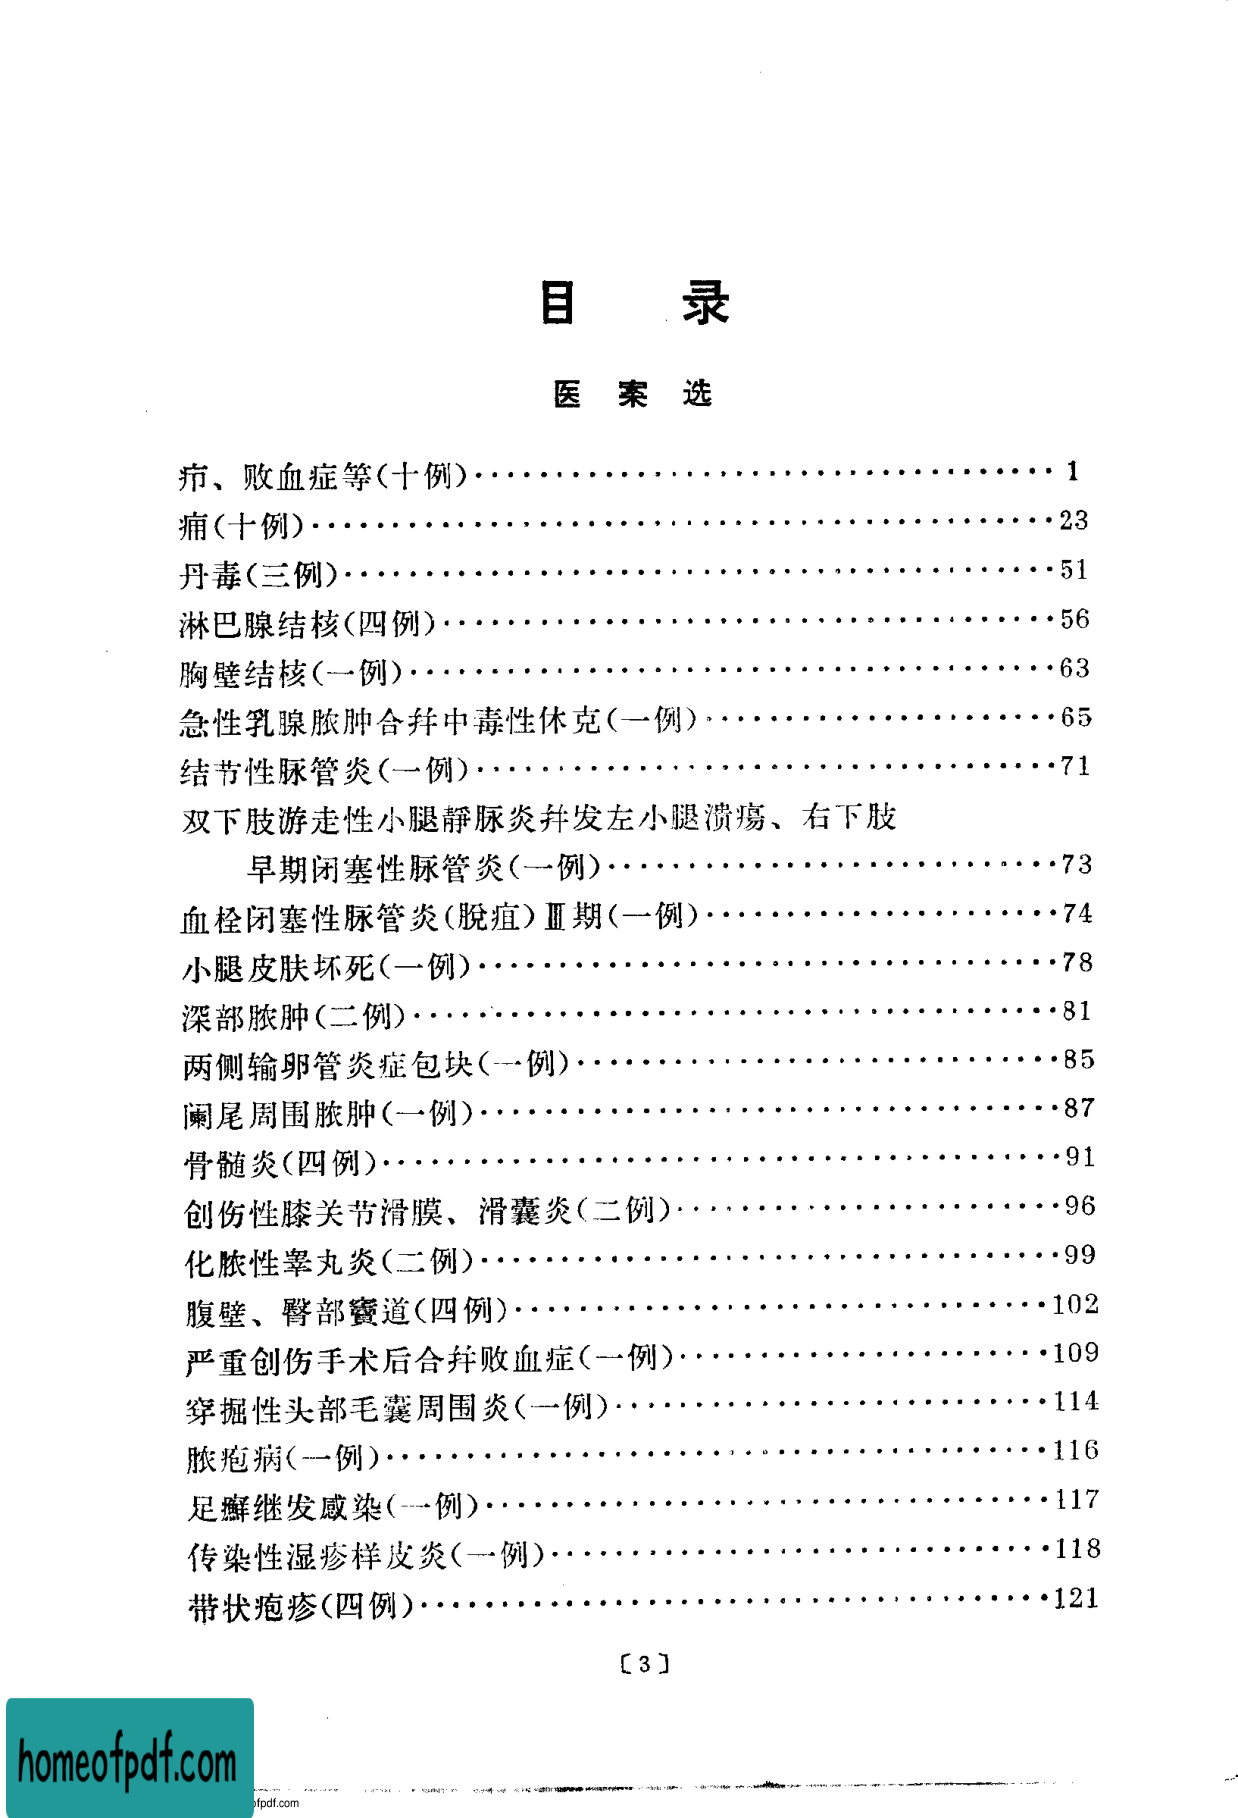 目 录
医 案 选
疖、败血症等(十例)…………………………………1
痈(十例)…………………………………23
丹毒(三例)…………………………………51
淋巴腺结核(四例)…………………………………56
胸壁结核(一例)…………………………………63
急性乳腺脓肿合幷中毒性休克(一例)…………………………………65
结节性脉管炎(一例)…………………………………71
双下肢游走性小腿静脉炎幷发左小腿溃疡、右下肢
早期闭塞性脉管炎(一例)…………………………………73
血栓闭塞性脉管炎(脱疽)Ⅲ期(一例)…………………………………74
小腿皮肤坏死(一例)…………………………………78
深部脓肿(二例)…………………………………81
两侧输卵管炎症包块(一例)…………………………………85
阑尾周围脓肿(一例)…………………………………87
骨髓炎(四例)…………………………………91
创伤性膝关节滑膜、滑囊炎(二例)…………………………………96
化脓性睾丸炎(二例)…………………………………99
腹壁、臀部窦道(四例)…………………………………102
严重创伤手术后合幷败血症(一例)…………………………………109
穿掘性头部毛囊周围炎(一例)…………………………………114
脓疱病(一例)…………………………………116
足癣继发感染(一例)…………………………………117
传染性湿疹样皮炎(一例)…………………………………118
带状疱疹(四例)…………………………………121
〔3〕
homeofpdf.com
ofpdf.com